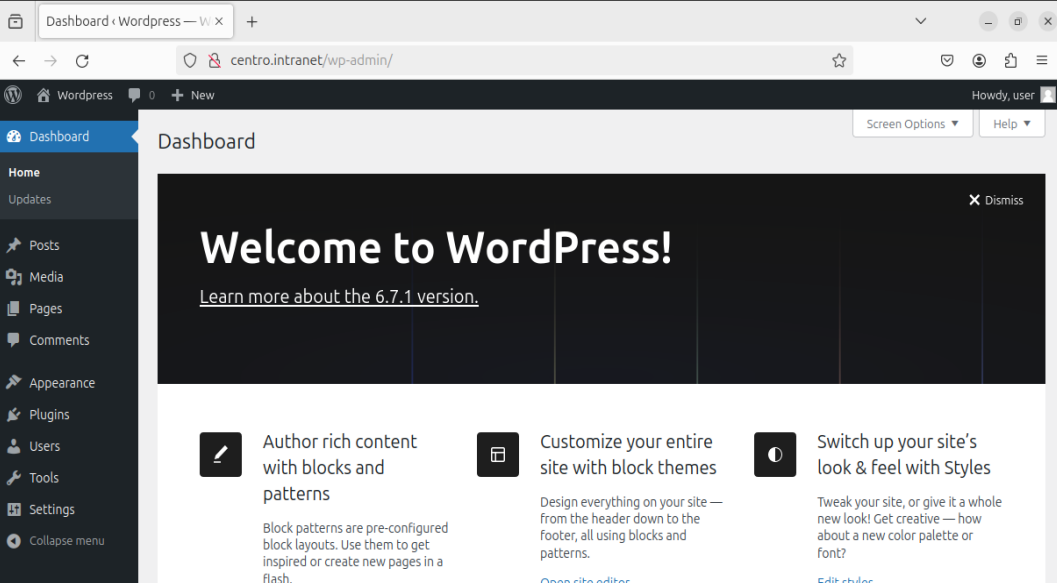 Dashboard ‹ Wordpress — W
centro.intranet/wp-admin/
Wordpress 0 New Howdy, user
Screen Options Help
Dashboard
Home
Updates
Posts
Media
Pages
Comments
Appearance
Plugins
Users
Tools
Settings
Collapse menu
Dashboard
Dismiss
Welcome to WordPress!
Learn more about the 6.7.1 version.
Author rich content
with blocks and
patterns
Block patterns are pre-configured
block layouts. Use them to get
inspired or create new pages in a
flash.
Customize your entire
site with block themes
Design everything on your site —
from the header down to the
footer, all using blocks and
patterns.
Open site editor
Switch up your site’s
look & feel with Styles
Tweak your site, or give it a whole
new look! Get creative — how
about a new color palette or
font?
Edit styles